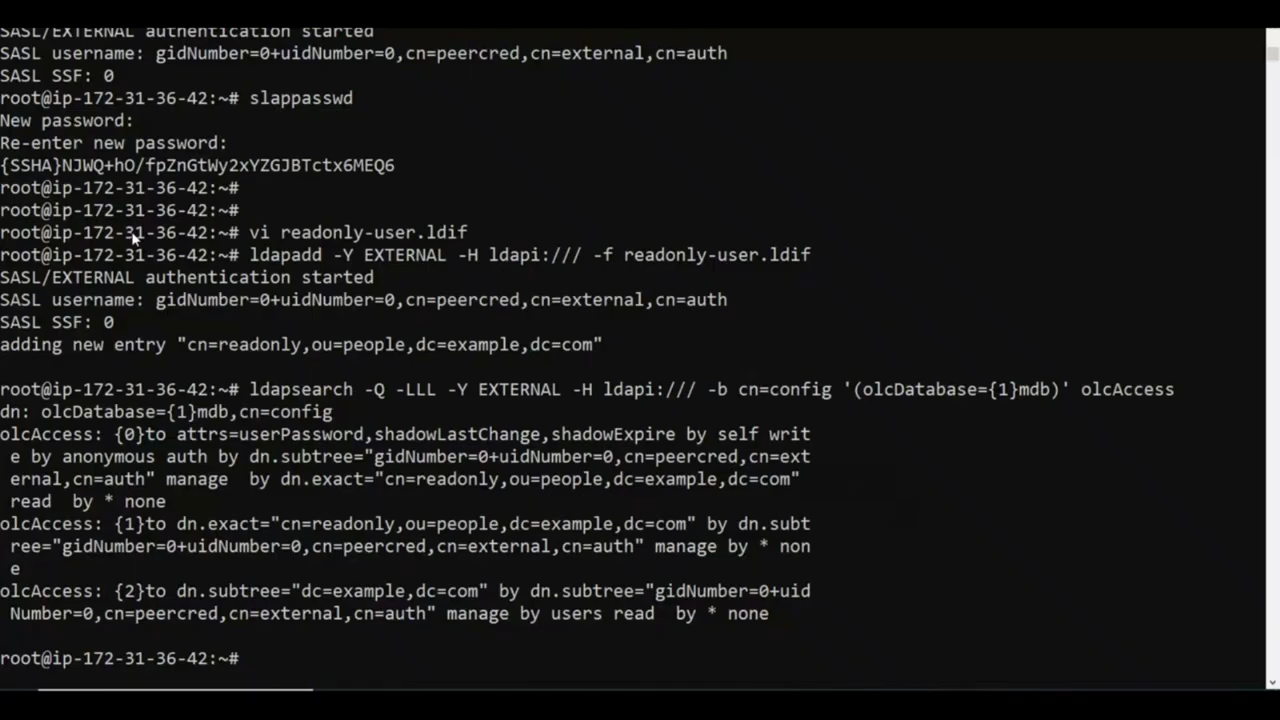 SASL/EXTERNAL authentication started
SASL username: gidNumber=0+uidNumber=0,cn=peercred,cn=external,cn=auth
SASL SSF: 0
root@ip-172-31-36-42:~# slappasswd
New password:
Re-enter new password:
{SSHA}NJWQ+hO/fpZnGtWy2xYZGJBTctx6MEQ6
root@ip-172-31-36-42:~#
root@ip-172-31-36-42:~#
root@ip-172-31-36-42:~# vi readonly-user.ldif
root@ip-172-31-36-42:~# ldapadd -Y EXTERNAL -H ldapi:/// -f readonly-user.ldif
SASL/EXTERNAL authentication started
SASL username: gidNumber=0+uidNumber=0,cn=peercred,cn=external,cn=auth
SASL SSF: 0
adding new entry "cn=readonly,ou=people,dc=example,dc=com"
root@ip-172-31-36-42:~# ldapsearch -Q -LLL -Y EXTERNAL -H ldapi:/// -b cn=config '(olcDatabase={1}mdb)' olcAccess
dn: olcDatabase={1}mdb,cn=config
olcAccess: {0}to attrs=userPassword,shadowLastChange,shadowExpire by self writ
e by anonymous auth by dn.subtree="gidNumber=0+uidNumber=0,cn=peercred,cn=ext
ernal,cn=auth" manage  by dn.exact="cn=readonly,ou=people,dc=example,dc=com"
read  by * none
olcAccess: {1}to dn.exact="cn=readonly,ou=people,dc=example,dc=com" by dn.subt
ree="gidNumber=0+uidNumber=0,cn=peercred,cn=external,cn=auth" manage by * non
e
olcAccess: {2}to dn.subtree="dc=example,dc=com" by dn.subtree="gidNumber=0+uid
Number=0,cn=peercred,cn=external,cn=auth" manage by users read  by * none
root@ip-172-31-36-42:~#